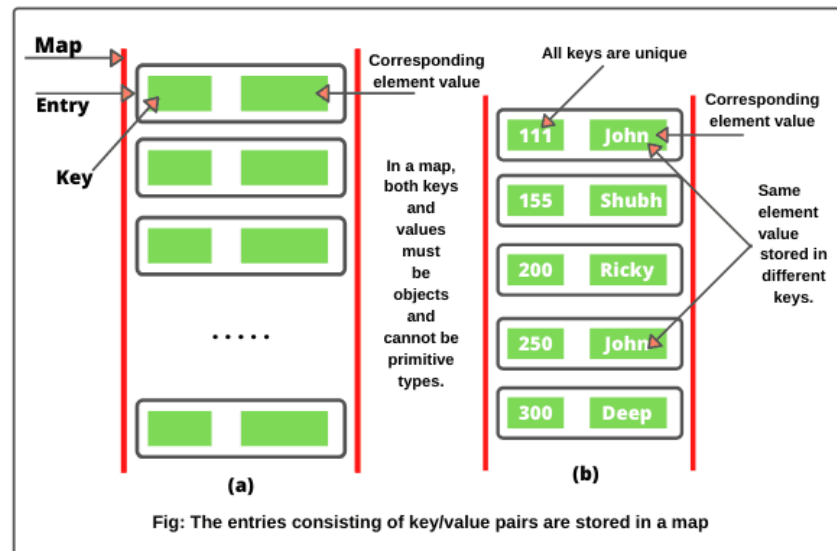 Map
Entry
Key
Corresponding
element value
In a map,
both keys
and
values
must
be
objects
and
cannot be
primitive
types.
.....
(a)
All keys are unique
Corresponding
element value
111 John
155 Shubh
200 Ricky
250 John
300 Deep
Same
element
value
stored in
different
keys.
(b)
Fig: The entries consisting of key/value pairs are stored in a map